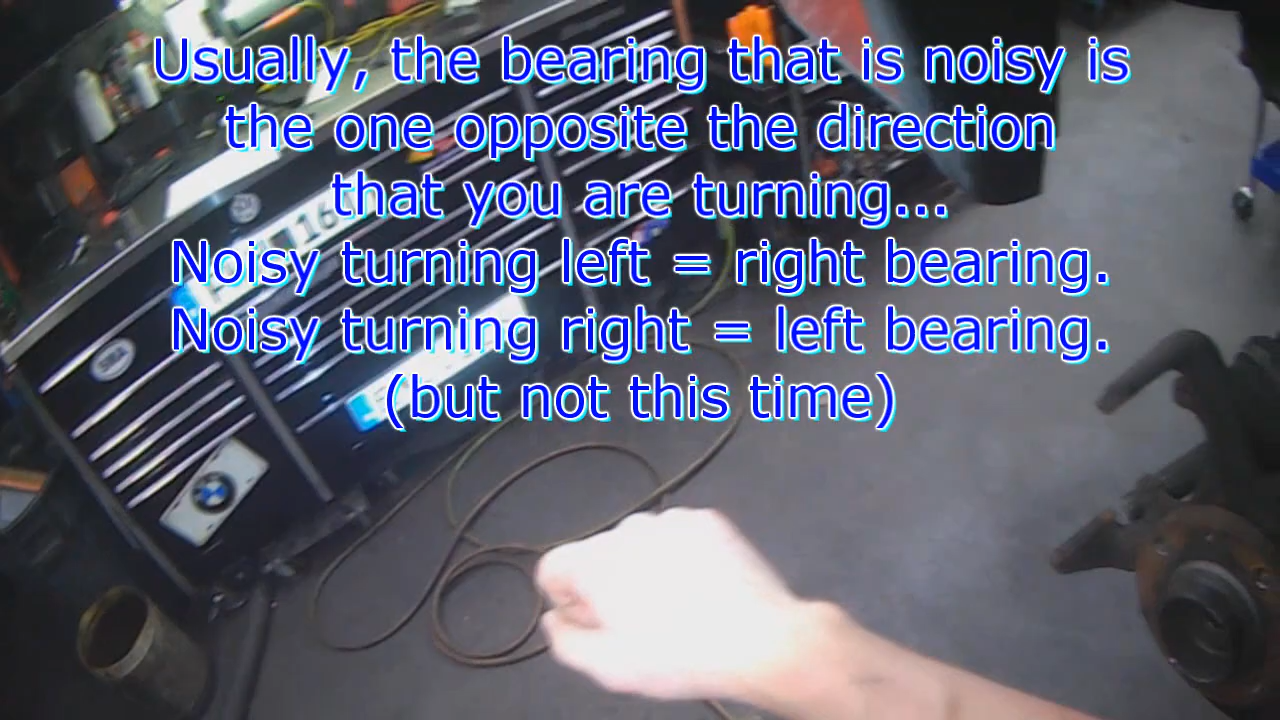 Usually, the bearing that is noisy is
the one opposite the direction
that you are turning...
Noisy turning left = right bearing.
Noisy turning right = left bearing.
(but not this time)